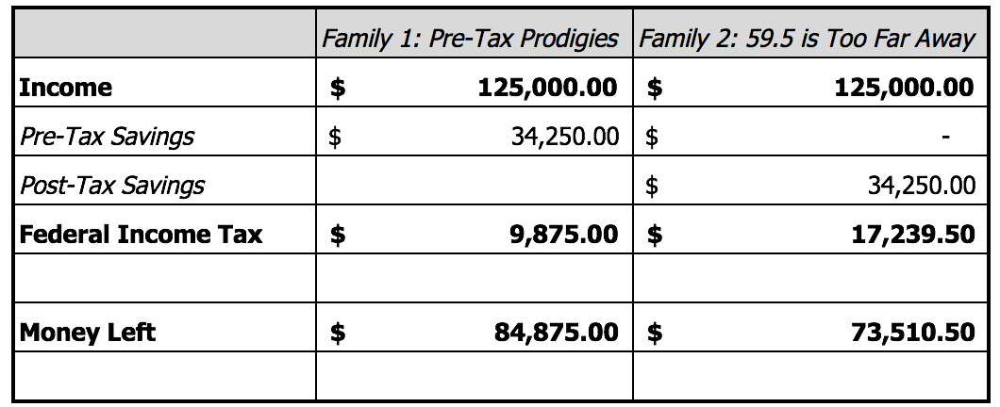 Family 1: Pre-Tax Prodigies Family 2: 59.5 is Too Far Away
Income $ 125,000.00 $ 125,000.00
Pre-Tax Savings $ 34,250.00 $ -
Post-Tax Savings $ 34,250.00
Federal Income Tax $ 9,875.00 $ 17,239.50
Money Left $ 84,875.00 $ 73,510.50